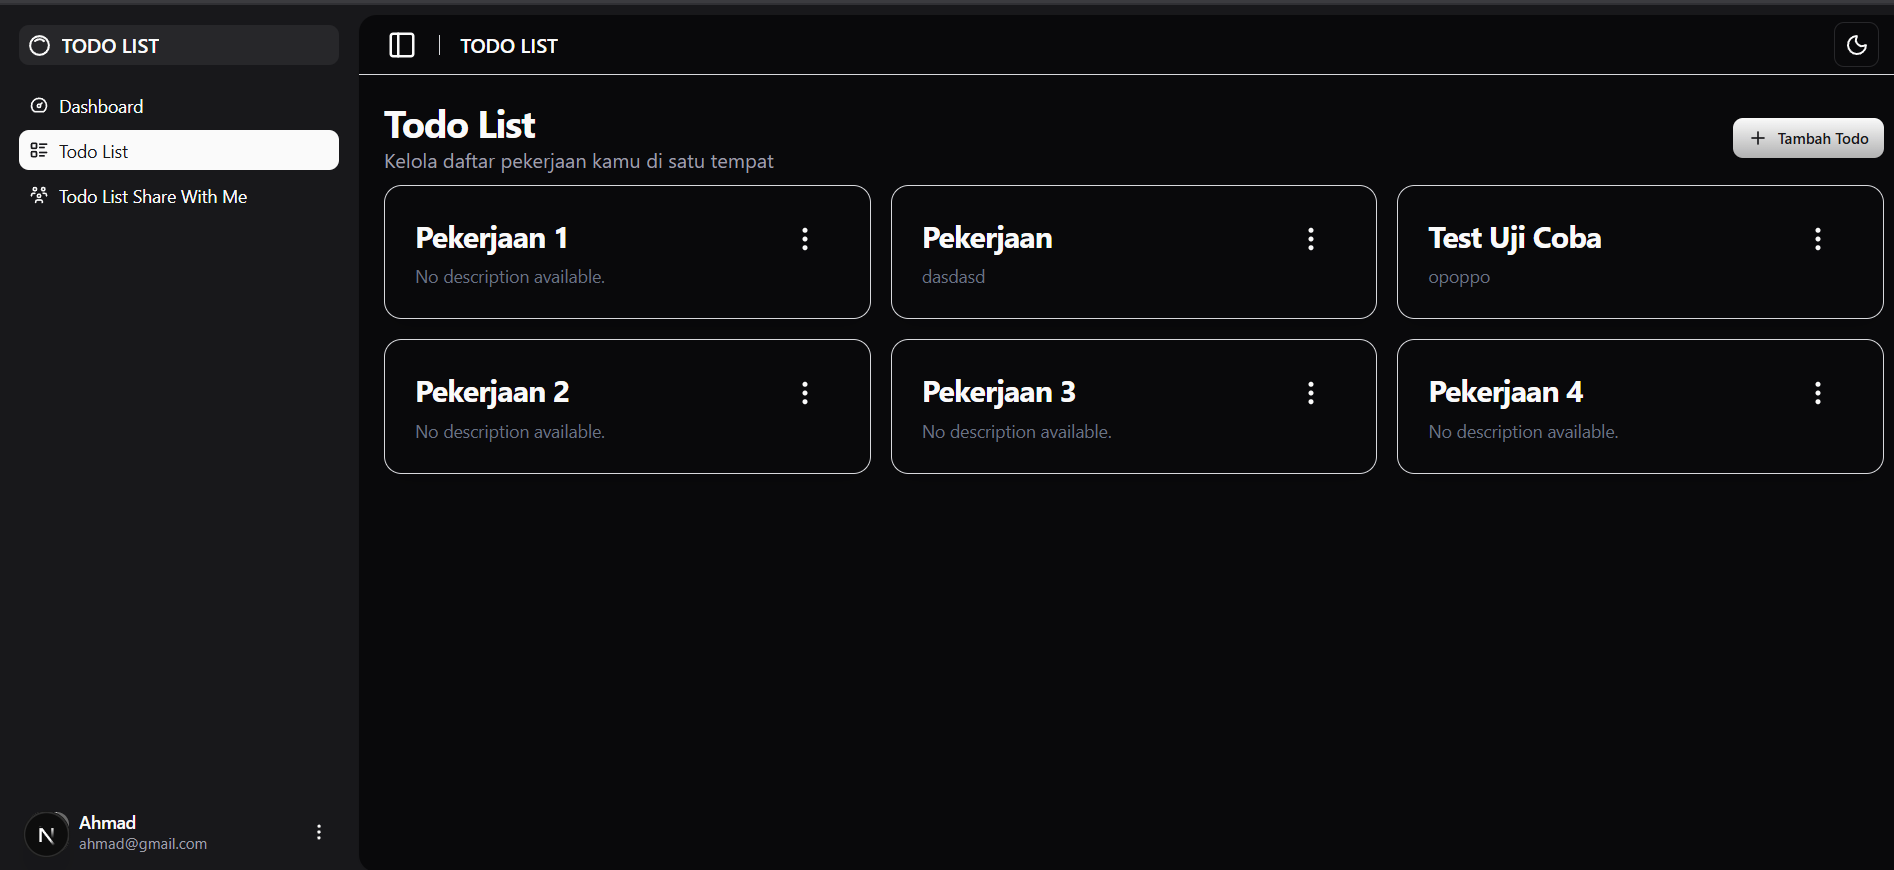 TODO LIST
Dashboard
Todo List
Todo List Share With Me
Ahmad
ahmad@gmail.com
TODO LIST
Todo List
Kelola daftar pekerjaan kamu di satu tempat
Tambah Todo
Pekerjaan 1
No description available.
Pekerjaan
dasdasd
Test Uji Coba
opoppo
Pekerjaan 2
No description available.
Pekerjaan 3
No description available.
Pekerjaan 4
No description available.